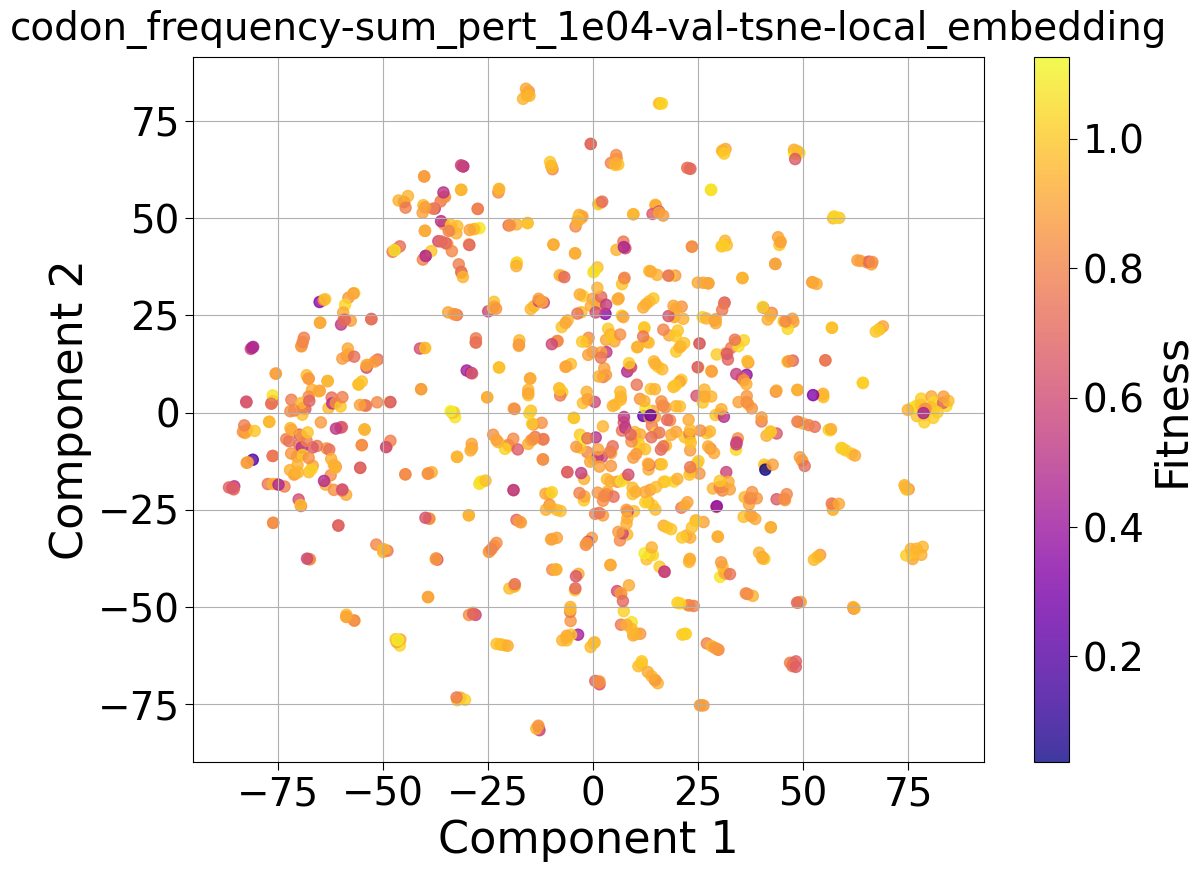 codon_frequency-sum_pert_1e04-val-tsne-local_embedding
75
50
25
0
−25
−50
−75
Component 2
−75 −50 −25 0 25 50 75
Component 1
1.0
0.8
0.6
0.4
0.2
Fitness